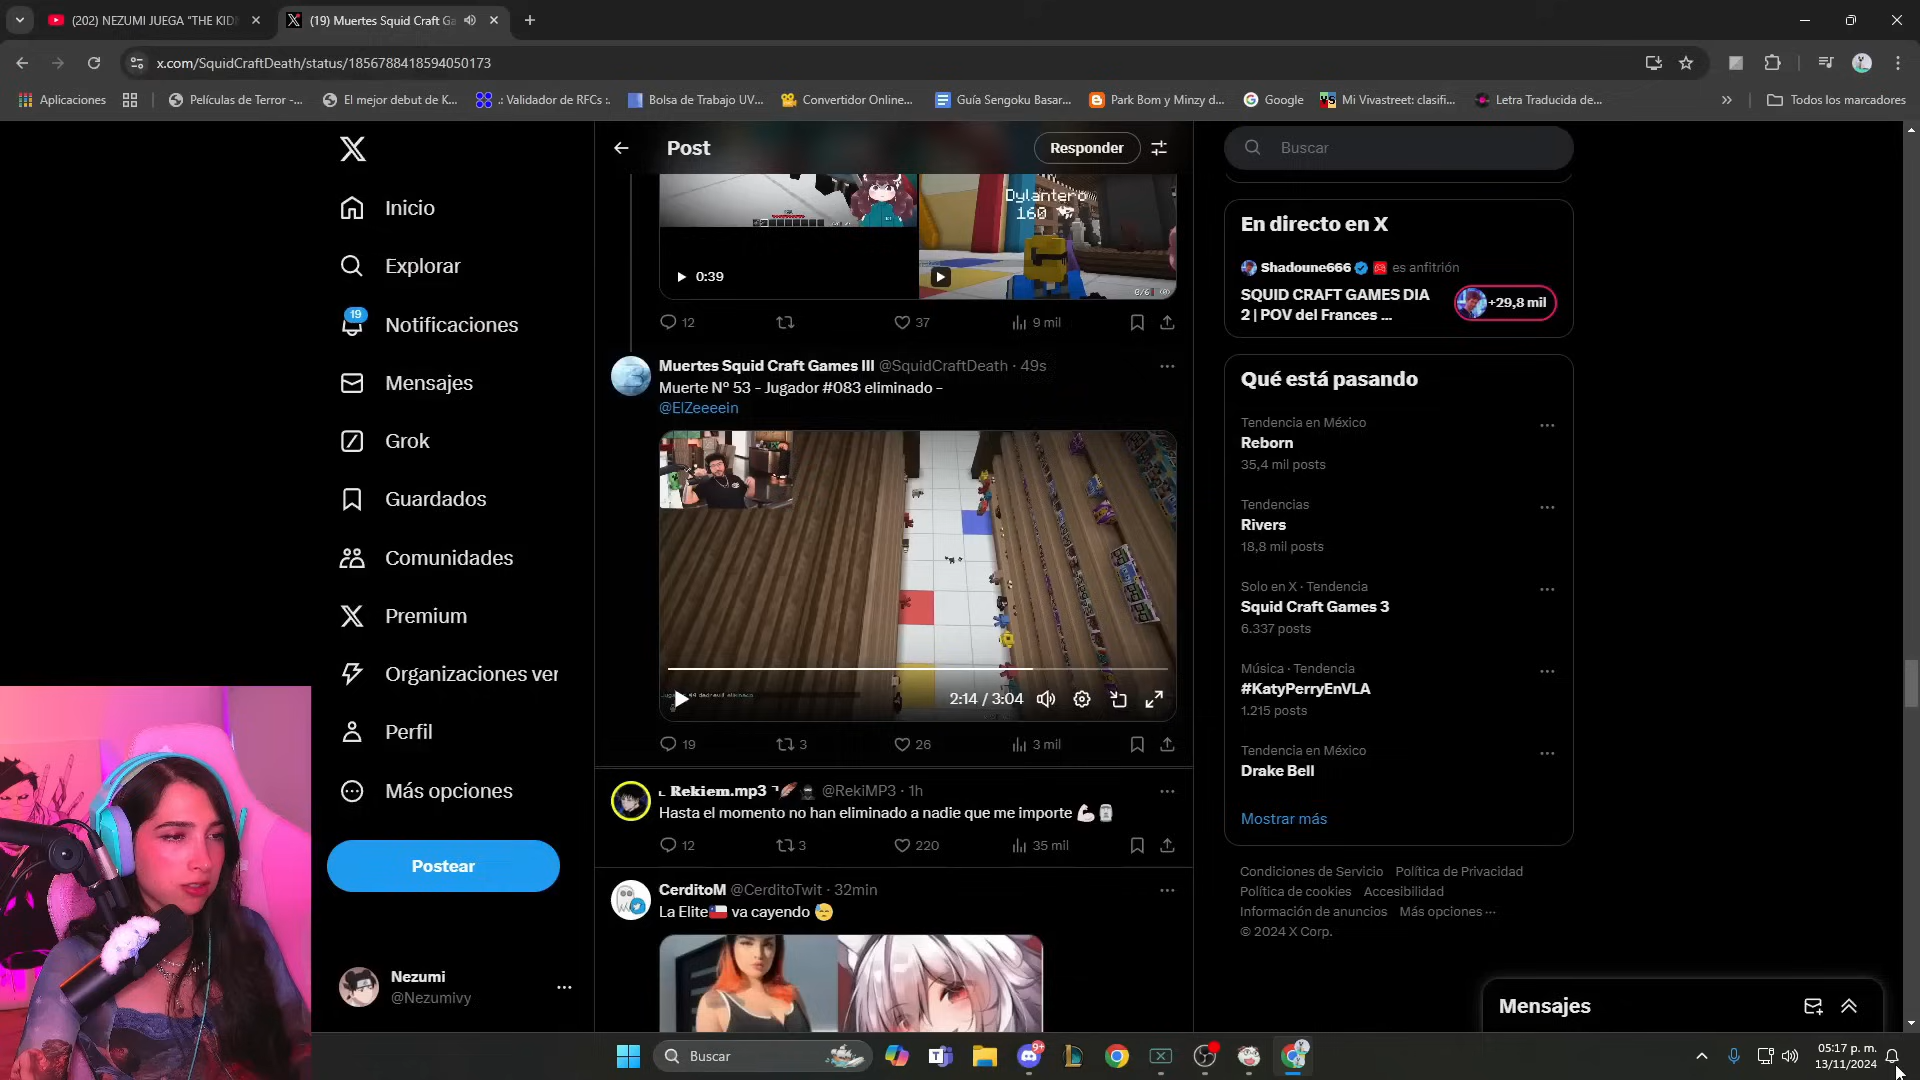 (202) NEZUMI JUEGA "THE KID
(19) Muertes Squid Craft Ga
x.com/SquidCraftDeath/status/1856788418594050173
Aplicaciones
Películas de Terror -...
El mejor debut de K...
.: Validador de RFCs :.
Bolsa de Trabajo UV...
Convertidor Online...
Guía Sengoku Basar...
Park Bom y Minzy d...
Google
Mi Vivastreet: clasifi...
Letra Traducida de...
Todos los marcadores
Inicio
Explorar
19
Notificaciones
Mensajes
Grok
Guardados
Comunidades
Premium
Organizaciones ver
Perfil
Más opciones
Postear
Nezumi
@Nezumivy
Post
Responder
0:39
Dylantero
160
0/6
12
37
9 mil
Muertes Squid Craft Games III @SquidCraftDeath · 49s
Muerte N° 53 - Jugador #083 eliminado -
@ElZeeeein
2:14 / 3:04
19
3
26
3 mil
Rekiem.mp3 @RekiMP3 · 1h
Hasta el momento no han eliminado a nadie que me importe
12
3
220
35 mil
CerditoM @CerditoTwit · 32min
La Elite va cayendo
Buscar
En directo en X
Shadoune666 es anfitrión
SQUID CRAFT GAMES DIA
2 | POV del Frances ...
+29,8 mil
Qué está pasando
Tendencia en México
Reborn
35,4 mil posts
Tendencias
Rivers
18,8 mil posts
Solo en X · Tendencia
Squid Craft Games 3
6.337 posts
Música · Tendencia
#KatyPerryEnVLA
1.215 posts
Tendencia en México
Drake Bell
Mostrar más
Condiciones de Servicio Política de Privacidad
Política de cookies Accesibilidad
Información de anuncios Más opciones ···
© 2024 X Corp.
Mensajes
Buscar
9+
05:17 p. m.
13/11/2024